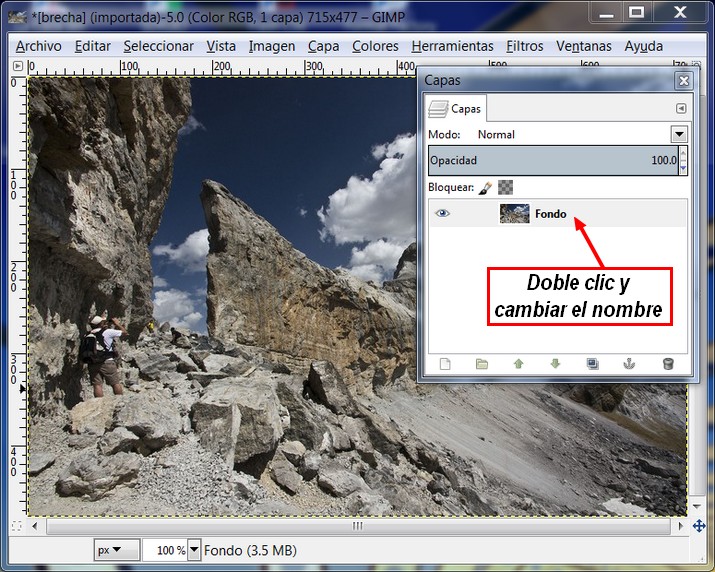 *[brecha] (importada)-5.0 (Color RGB, 1 capa) 715x477 – GIMP
Archivo Editar Seleccionar Vista Imagen Capa Colores Herramientas Filtros Ventanas Ayuda
0 100 200 300 400
0
100
200
300
400
Capas
Capas
Modo: Normal
Opacidad 100.0
Bloquear:
Fondo
Doble clic y
cambiar el nombre
px 100 % Fondo (3.5 MB)